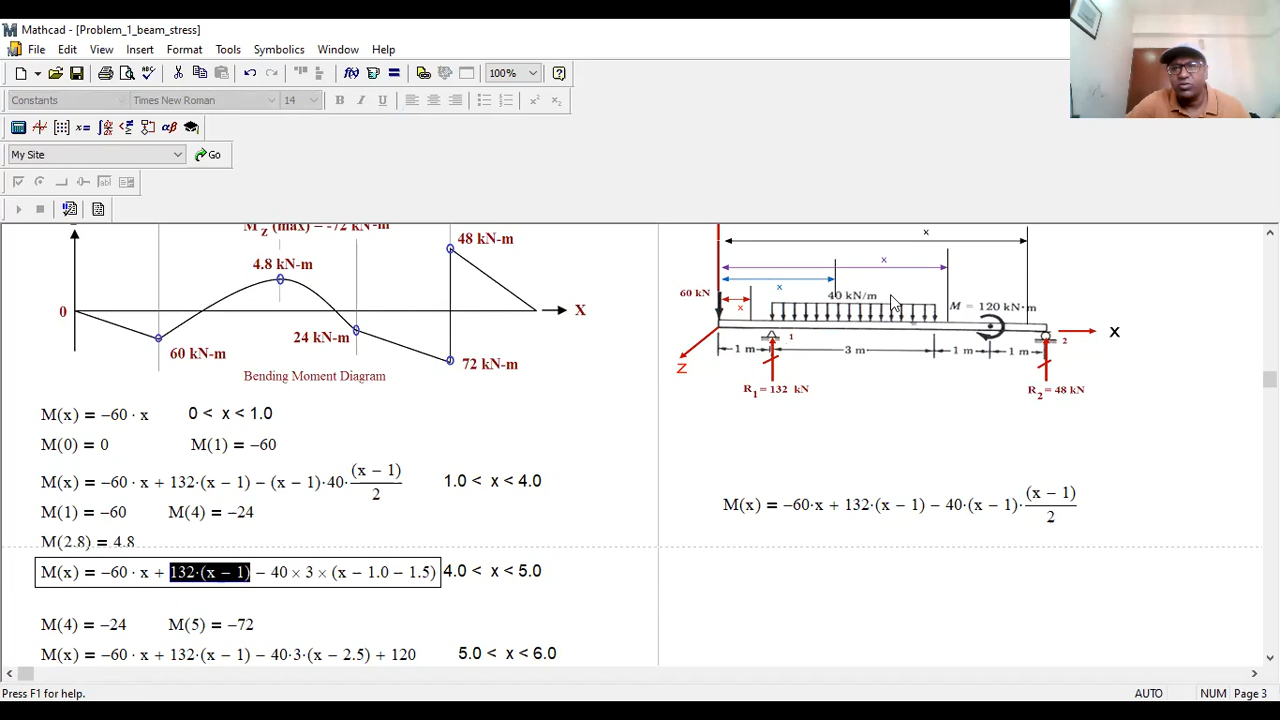 Mathcad - [Problem_1_beam_stress]
File Edit View Insert Format Tools Symbolics Window Help
100%
Constants Times New Roman 14 B I U
My Site Go
M z (max) = -72 kN-m
48 kN-m
4.8 kN-m
0
X
24 kN-m
60 kN-m
72 kN-m
Bending Moment Diagram
M(x) = −60 · x 0 < x < 1.0
M(0) = 0 M(1) = −60
M(x) = −60 · x + 132·(x − 1) − (x − 1)·40·(x − 1)/2 1.0 < x < 4.0
M(1) = −60 M(4) = −24
M(2.8) = 4.8
M(x) = −60 · x + 132·(x − 1) − 40 × 3 × (x − 1.0 − 1.5) 4.0 < x < 5.0
M(4) = −24 M(5) = −72
M(x) = −60 · x + 132·(x − 1) − 40·3·(x − 2.5) + 120 5.0 < x < 6.0
x
x
x
60 kN
x
40 kN/m
M = 120 kN·m
x
z
1 m
1
3 m
1 m
1 m
2
R1 = 132 kN
R2 = 48 kN
M(x) = −60·x + 132·(x − 1) − 40·(x − 1)·(x − 1)/2
Press F1 for help. AUTO NUM Page 3